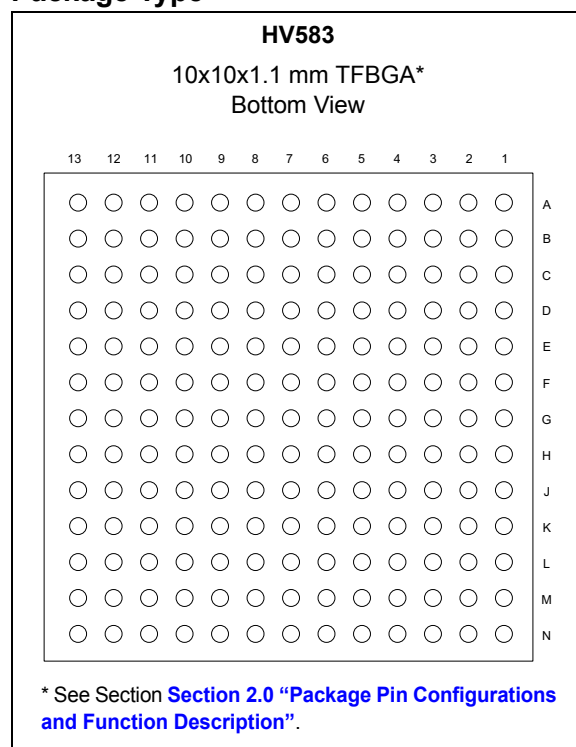 Package Type
HV583
10x10x1.1 mm TFBGA*
Bottom View
13 12 11 10 9 8 7 6 5 4 3 2 1
A
B
C
D
E
F
G
H
J
K
L
M
N
* See Section Section 2.0 “Package Pin Configurations
and Function Description”.